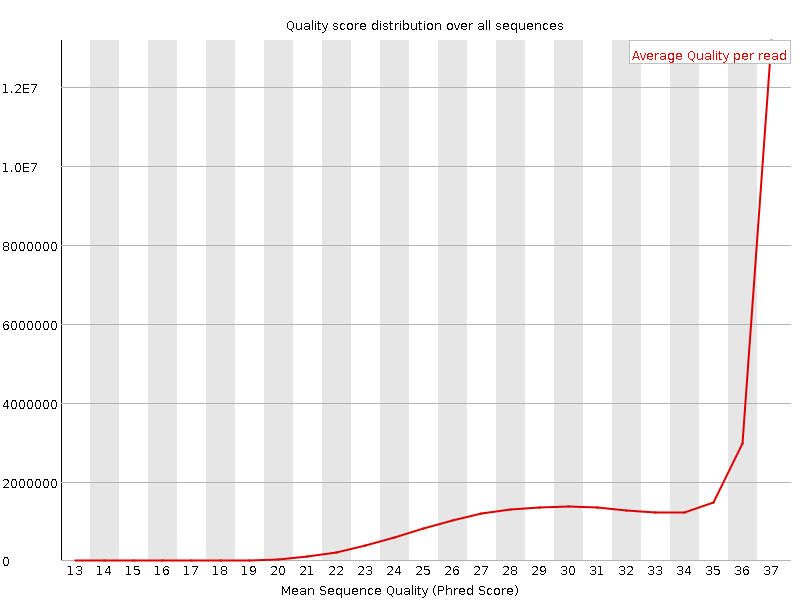 Quality score distribution over all sequences
Average Quality per read
1.2E7
1.0E7
8000000
6000000
4000000
2000000
0
13 14 15 16 17 18 19 20 21 22 23 24 25 26 27 28 29 30 31 32 33 34 35 36 37
Mean Sequence Quality (Phred Score)